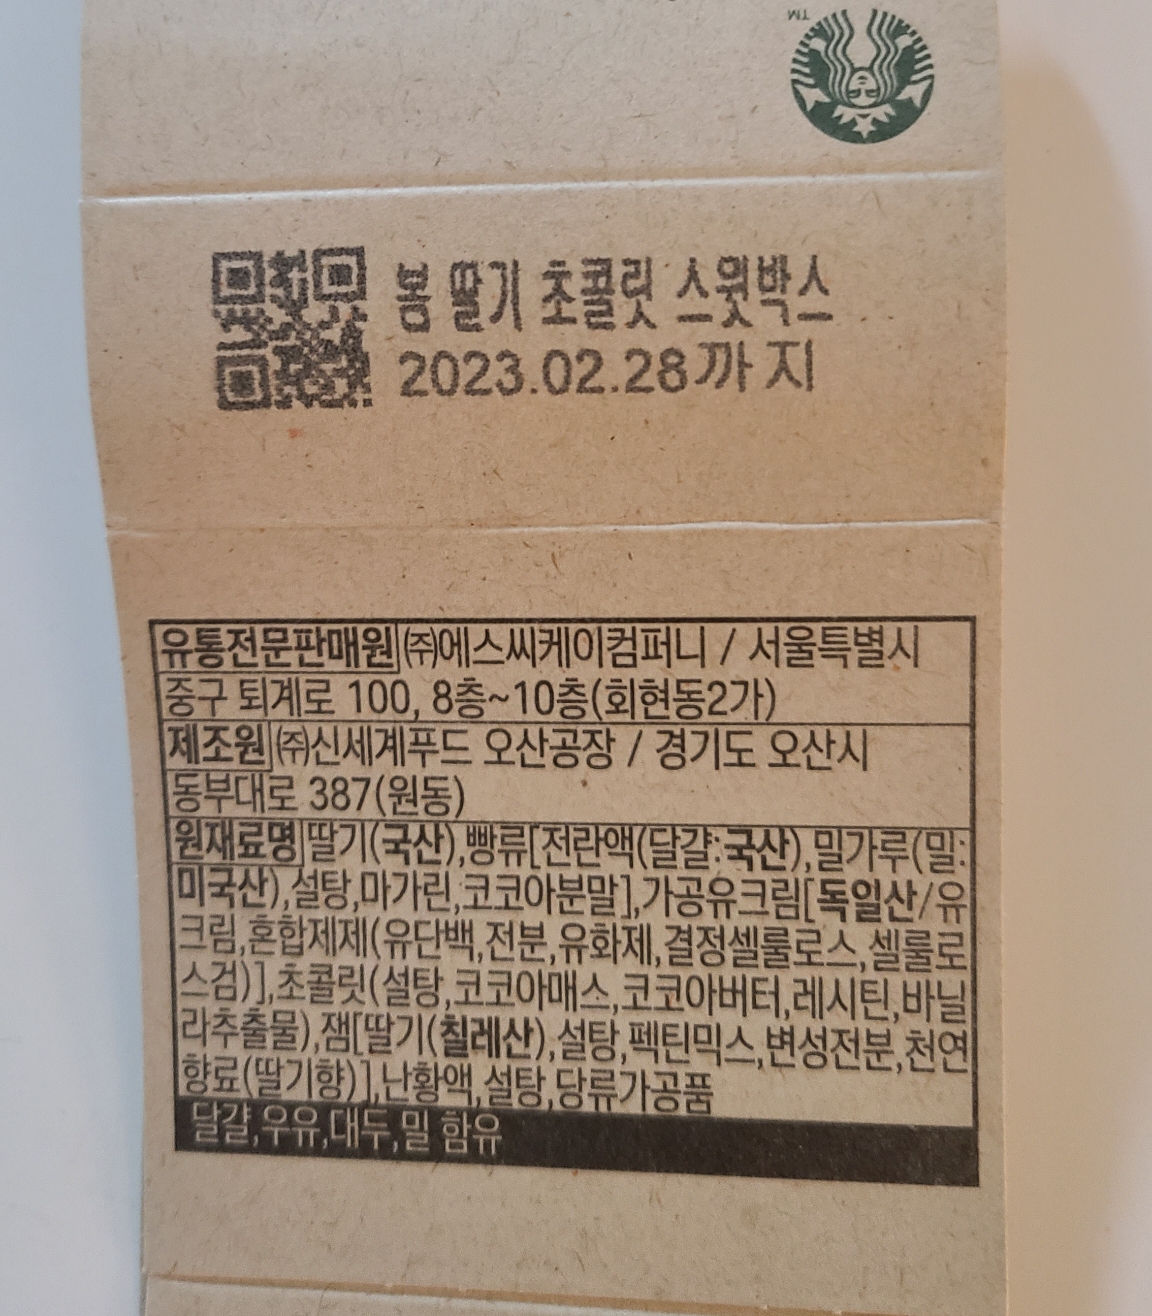 TM
봄 딸기 초콜릿 스윗박스
2023.02.28까지
유통전문판매원 ㈜에스씨케이컴퍼니 / 서울특별시
중구 퇴계로 100, 8층~10층(회현동2가)
제조원 ㈜신세계푸드 오산공장 / 경기도 오산시
동부대로 387(원동)
원재료명 딸기(국산),빵류[전란액(달걀:국산),밀가루(밀:
미국산),설탕,마가린,코코아분말],가공유크림[독일산/유
크림,혼합제제(유단백,전분,유화제,결정셀룰로스,셀룰로
스검)],초콜릿(설탕,코코아매스,코코아버터,레시틴,바닐
라추출물),잼[딸기(칠레산),설탕,펙틴믹스,변성전분,천연
향료(딸기향)],난황액,설탕,당류가공품
달걀,우유,대두,밀 함유